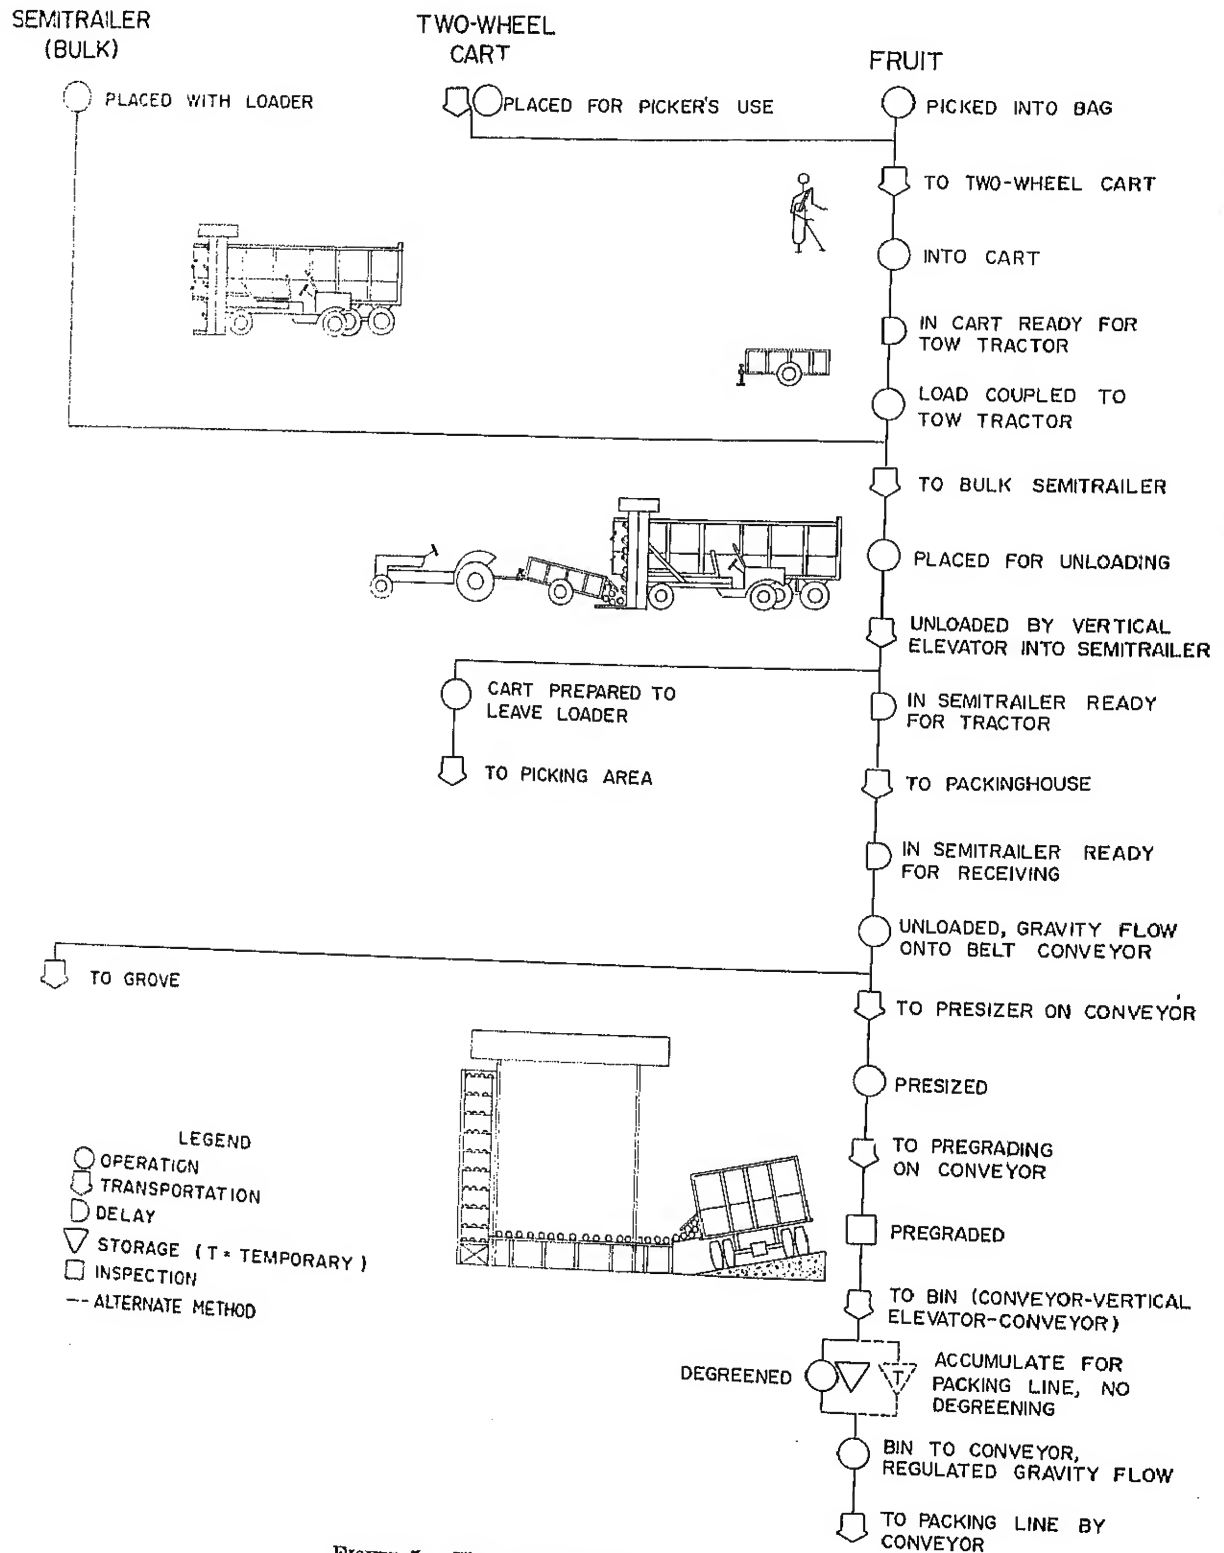 SEMITRAILER
(BULK)
TWO-WHEEL
CART
FRUIT
PLACED WITH LOADER
PLACED FOR PICKER'S USE
PICKED INTO BAG
TO TWO-WHEEL CART
INTO CART
IN CART READY FOR
TOW TRACTOR
LOAD COUPLED TO
TOW TRACTOR
TO BULK SEMITRAILER
PLACED FOR UNLOADING
UNLOADED BY VERTICAL
ELEVATOR INTO SEMITRAILER
CART PREPARED TO
LEAVE LOADER
IN SEMITRAILER READY
FOR TRACTOR
TO PICKING AREA
TO PACKINGHOUSE
IN SEMITRAILER READY
FOR RECEIVING
UNLOADED, GRAVITY FLOW
ONTO BELT CONVEYOR
TO GROVE
TO PRESIZER ON CONVEYOR
PRESIZED
TO PREGRADING
ON CONVEYOR
PREGRADED
TO BIN (CONVEYOR-VERTICAL
ELEVATOR-CONVEYOR)
LEGEND
OPERATION
TRANSPORTATION
DELAY
STORAGE (T = TEMPORARY)
INSPECTION
-- ALTERNATE METHOD
DEGREENED
T
ACCUMULATE FOR
PACKING LINE, NO
DEGREENING
BIN TO CONVEYOR,
REGULATED GRAVITY FLOW
TO PACKING LINE BY
CONVEYOR